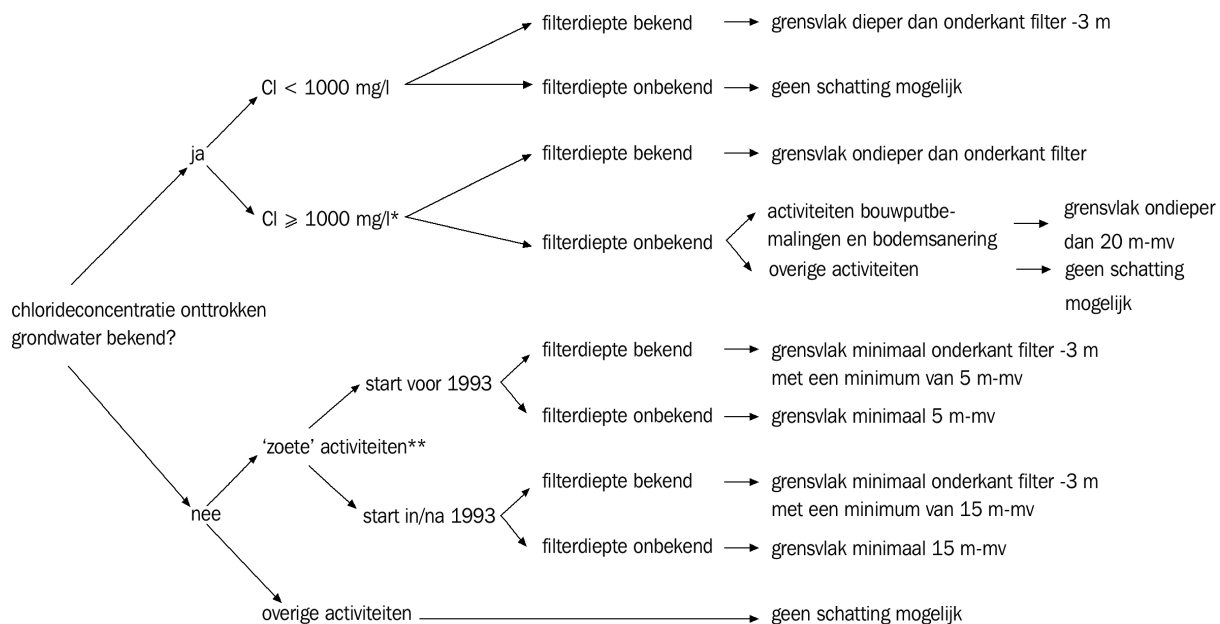 filterdiepte bekend
grensvlak dieper dan onderkant filter -3 m
Cl < 1000 mg/l
filterdiepte onbekend
geen schatting mogelijk
ja
filterdiepte bekend
grensvlak ondieper dan onderkant filter
Cl ⩾ 1000 mg/l*
filterdiepte onbekend
activiteiten bouwputbe-
malingen en bodemsanering
grensvlak ondieper
dan 20 m-mv
overige activiteiten
geen schatting
mogelijk
chlorideconcentratie onttrokken
grondwater bekend?
filterdiepte bekend
grensvlak minimaal onderkant filter -3 m
met een minimum van 5 m-mv
start voor 1993
filterdiepte onbekend
grensvlak minimaal 5 m-mv
‘zoete’ activiteiten**
filterdiepte bekend
grensvlak minimaal onderkant filter -3 m
met een minimum van 15 m-mv
nee
start in/na 1993
filterdiepte onbekend
grensvlak minimaal 15 m-mv
overige activiteiten
geen schatting mogelijk